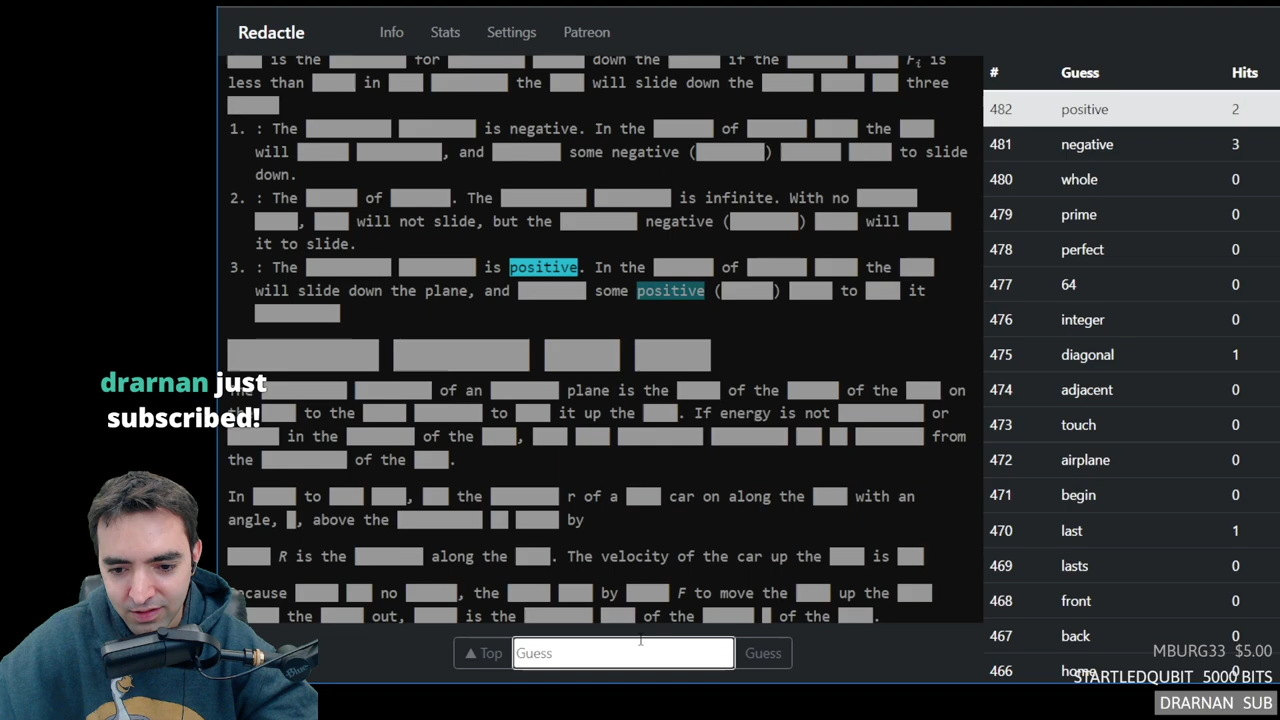 Redactle
Info
Stats
Settings
Patreon
# Guess Hits
is the for down the if the Fi is
less than in the will slide down the three
1. : The is negative. In the of the
will , and some negative ( ) to slide
down.
2. : The of . The is infinite. With no
, will not slide, but the negative ( ) will
it to slide.
3. : The is positive. In the of the
will slide down the plane, and some positive ( ) to it
of an plane is the of the of the on
to the to it up the . If energy is not or
in the of the , from
the of the .
In to , the r of a car on along the with an
angle, , above the by
R is the along the . The velocity of the car up the is
ecause no , the by F to move the up the
the out, is the of the of the .
▲ Top
Guess
Guess
482 positive 2
481 negative 3
480 whole 0
479 prime 0
478 perfect 0
477 64 0
476 integer 0
475 diagonal 1
474 adjacent 0
473 touch 0
472 airplane 0
471 begin 0
470 last 1
469 lasts 0
468 front 0
467 back 0
466
drarnan just
subscribed!
MBURG33 $5.00
STARTLEDQUBIT 5000 BITS
DRARNAN SUB
Blue